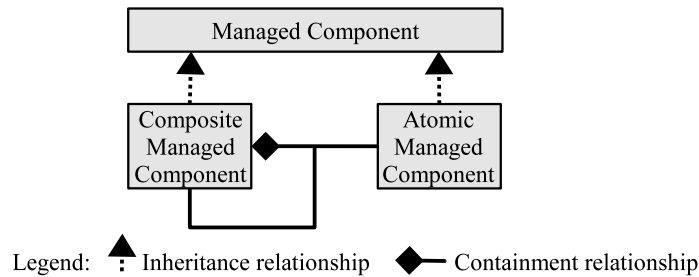 Managed Component
Composite
Managed
Component
Atomic
Managed
Component
Legend: Inheritance relationship Containment relationship